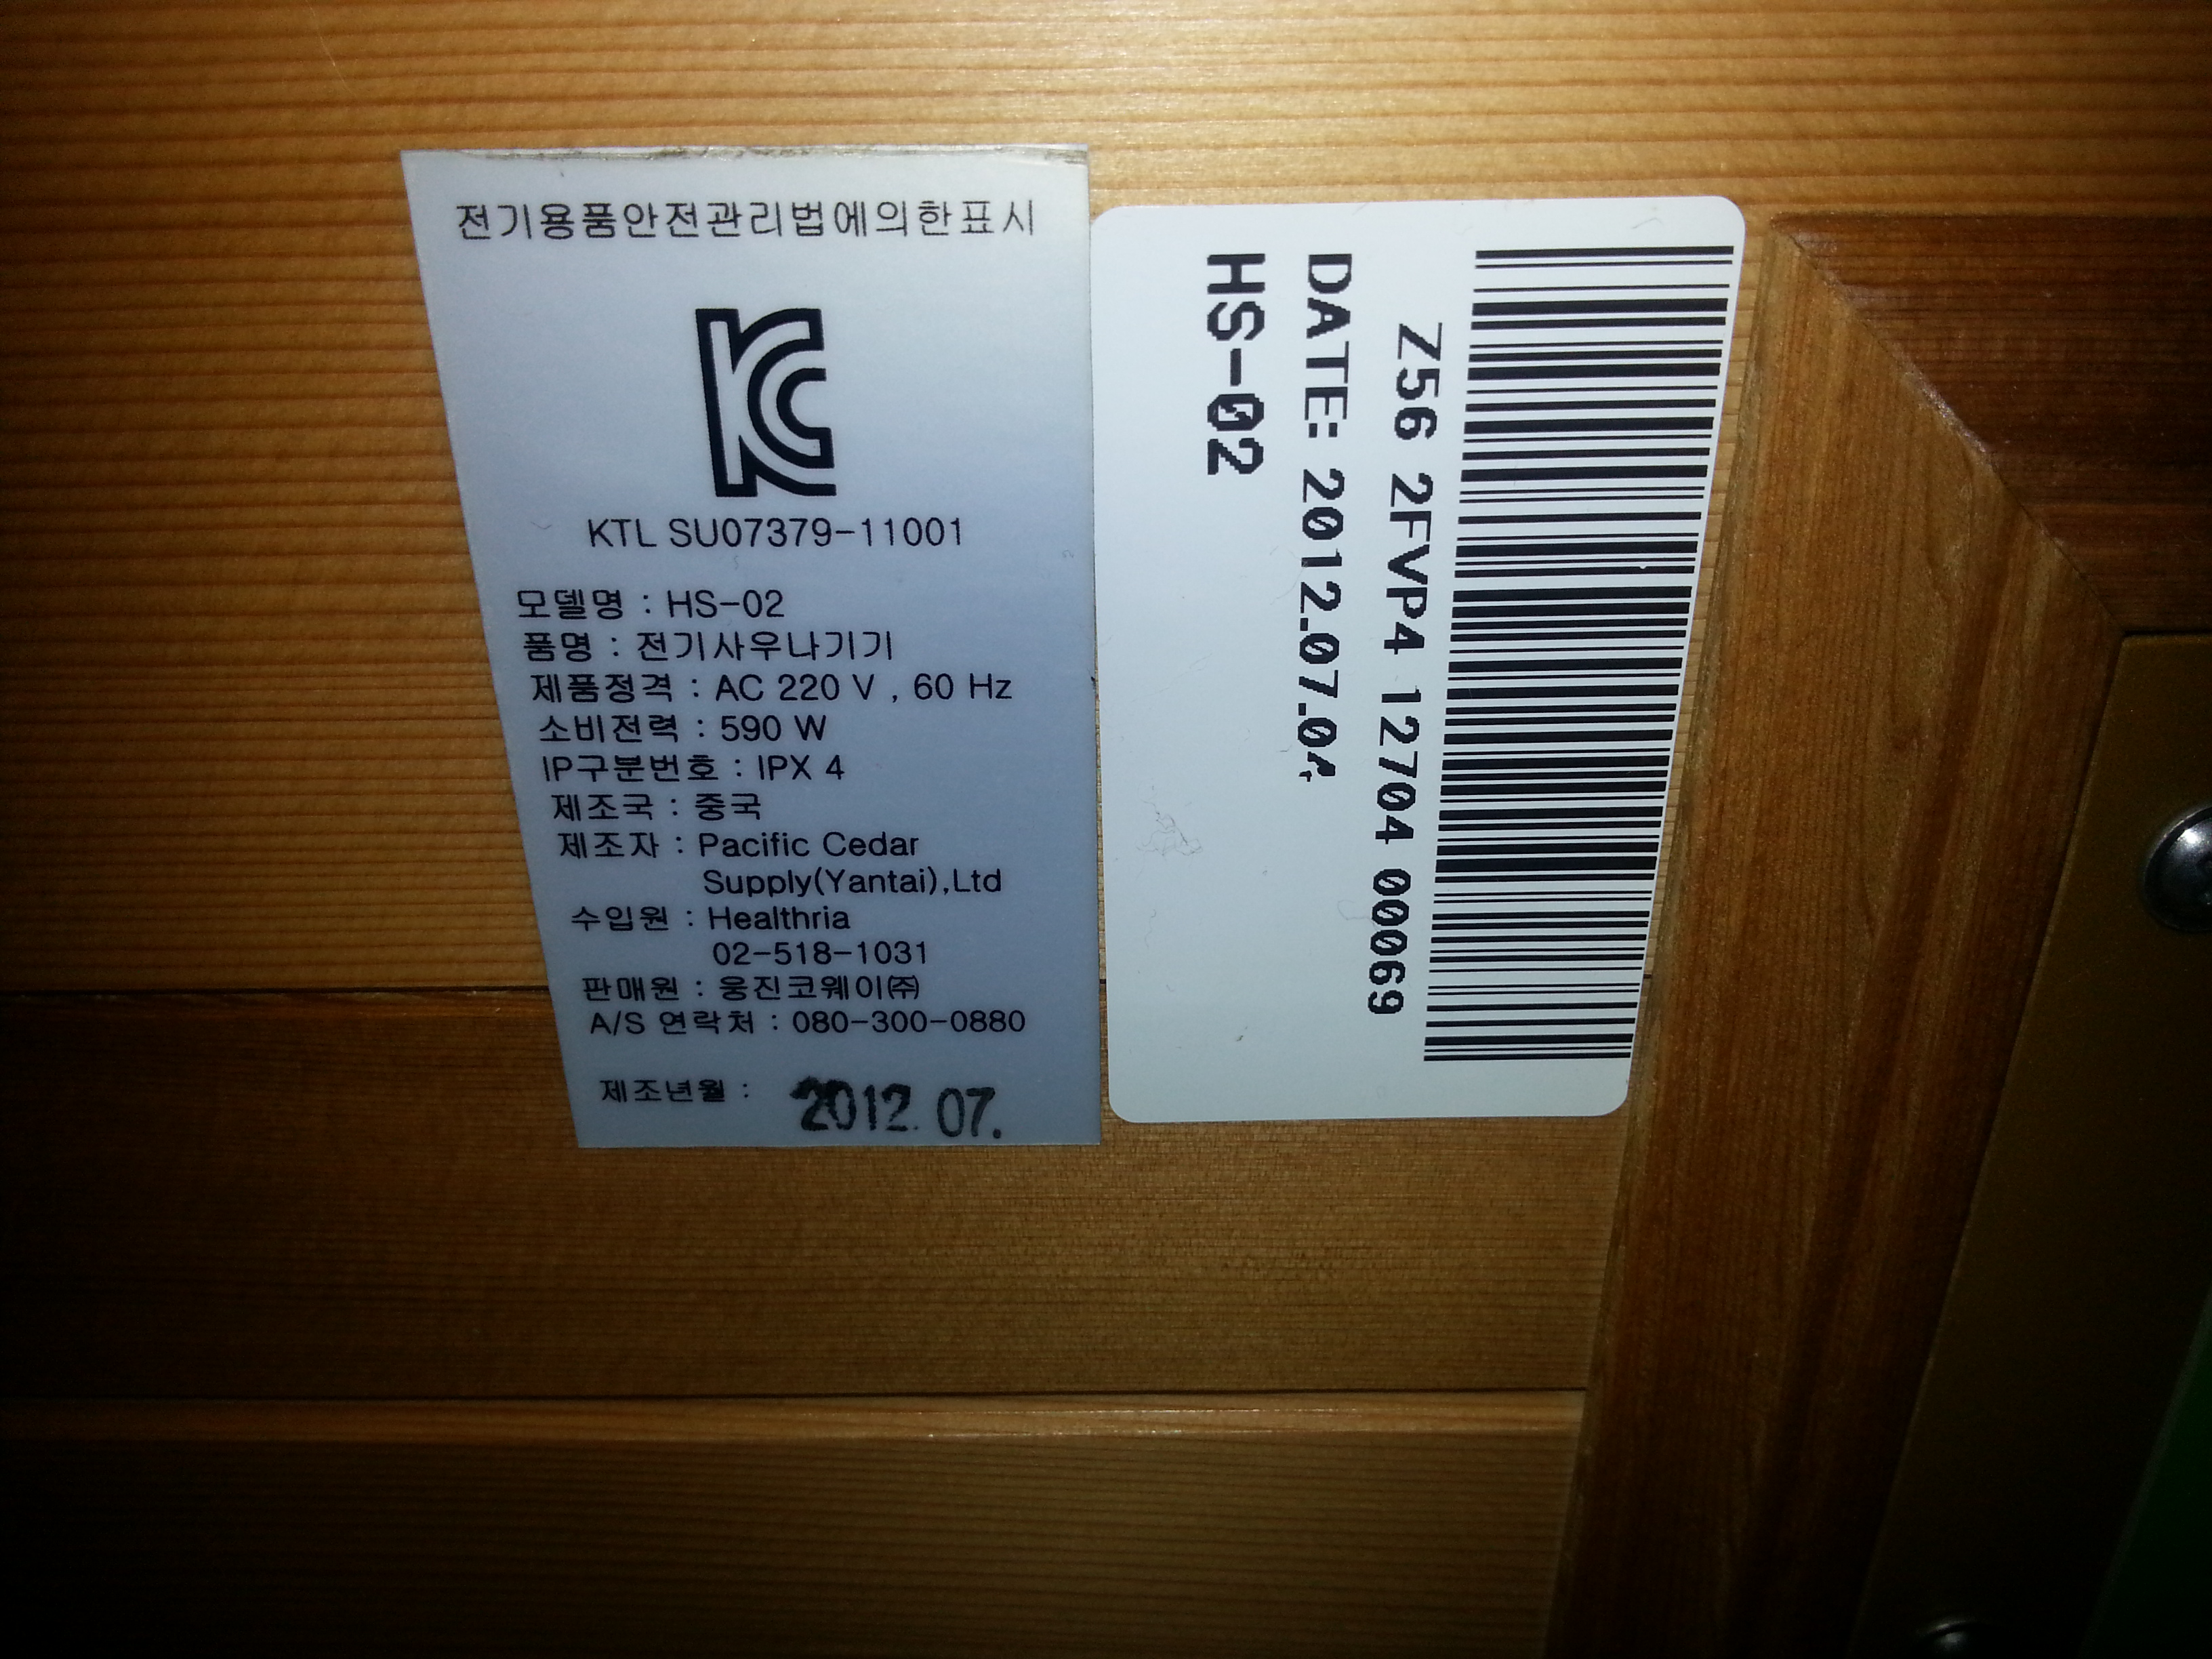 전기용품안전관리법에의한표시
KC
KTL SU07379-11001
모델명 : HS-02
품명 : 전기사우나기기
제품정격 : AC 220 V , 60 Hz
소비전력 : 590 W
IP구분번호 : IPX 4
제조국 : 중국
제조자 : Pacific Cedar
Supply(Yantai),Ltd
수입원 : Healthria
02-518-1031
판매원 : 웅진코웨이㈜
A/S 연락처 : 080-300-0880
제조년월 : 2012. 07.
Z56 2FVP4 12704 00069
DATE: 2012.07.04
HS-02